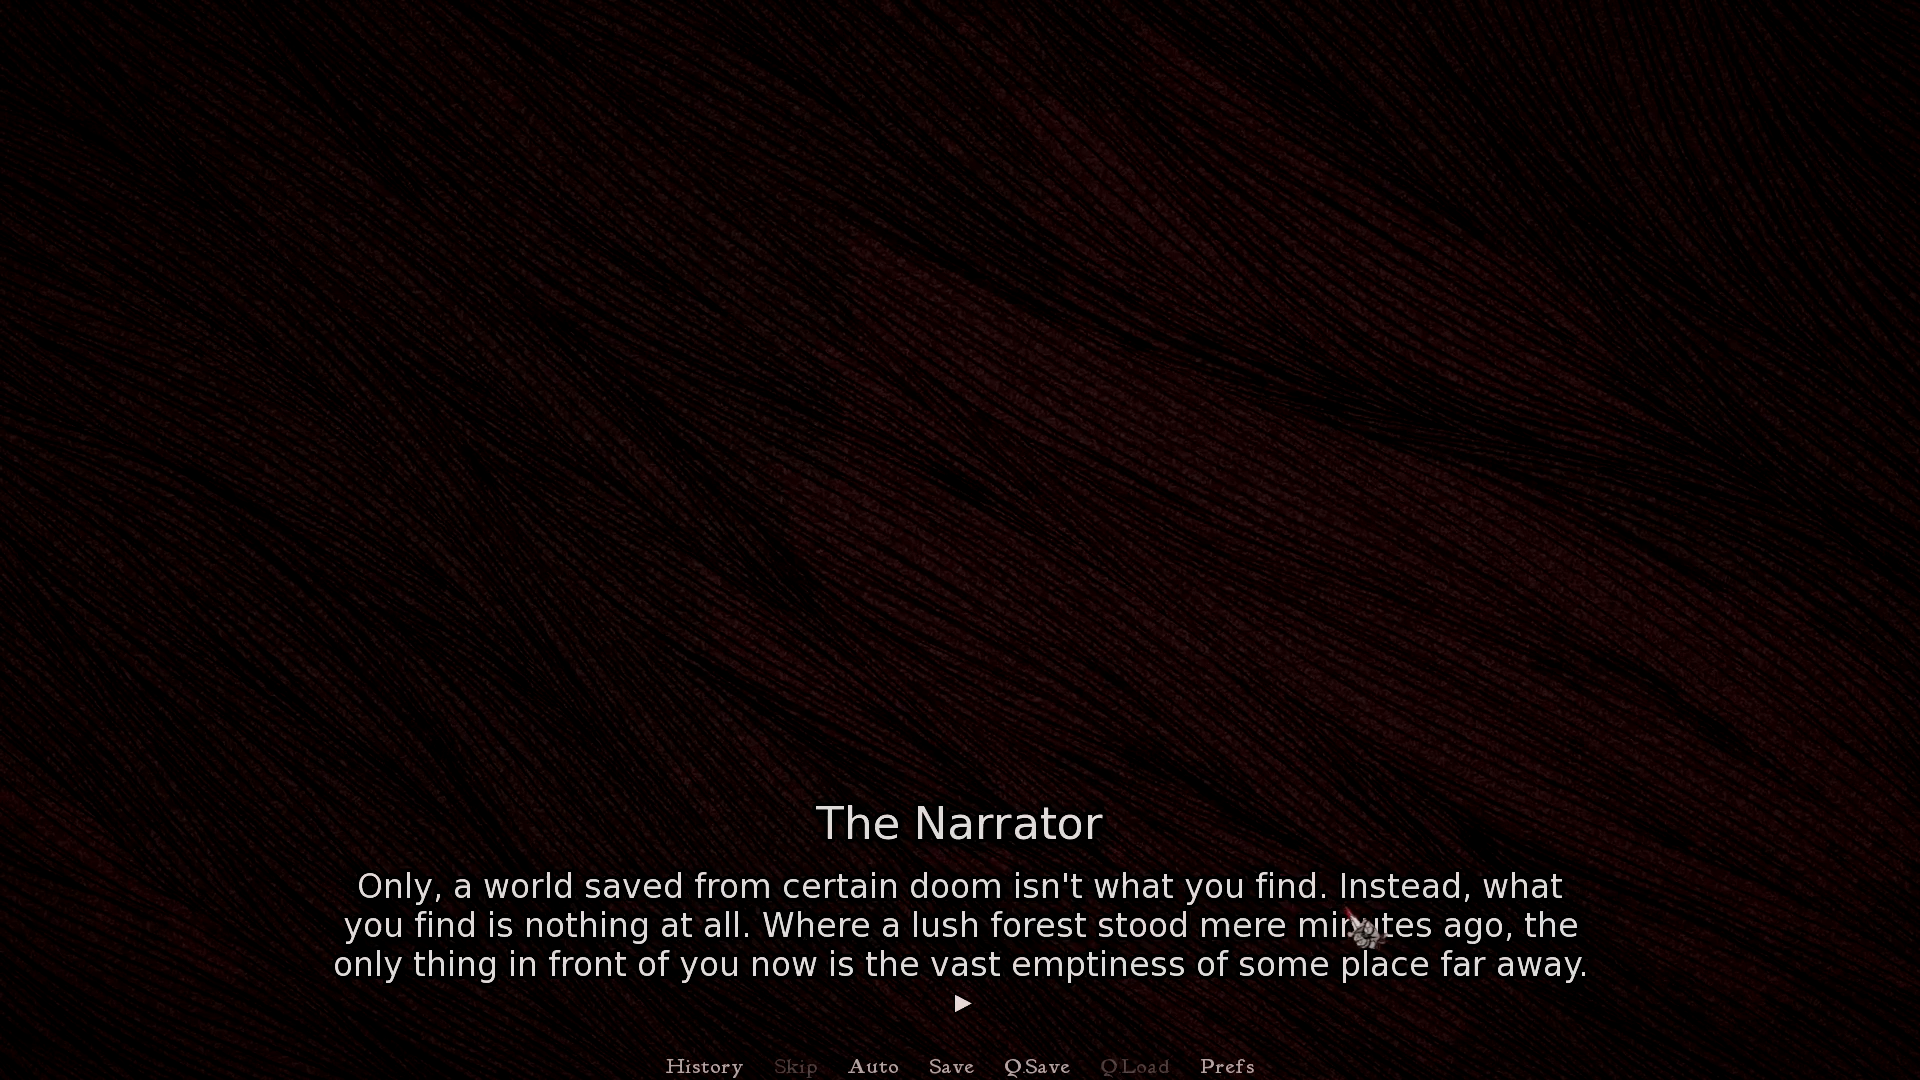 The Narrator
Only, a world saved from certain doom isn't what you find. Instead, what
you find is nothing at all. Where a lush forest stood mere minutes ago, the
only thing in front of you now is the vast emptiness of some place far away.
History Skip Auto Save Q.Save Q.Load Prefs